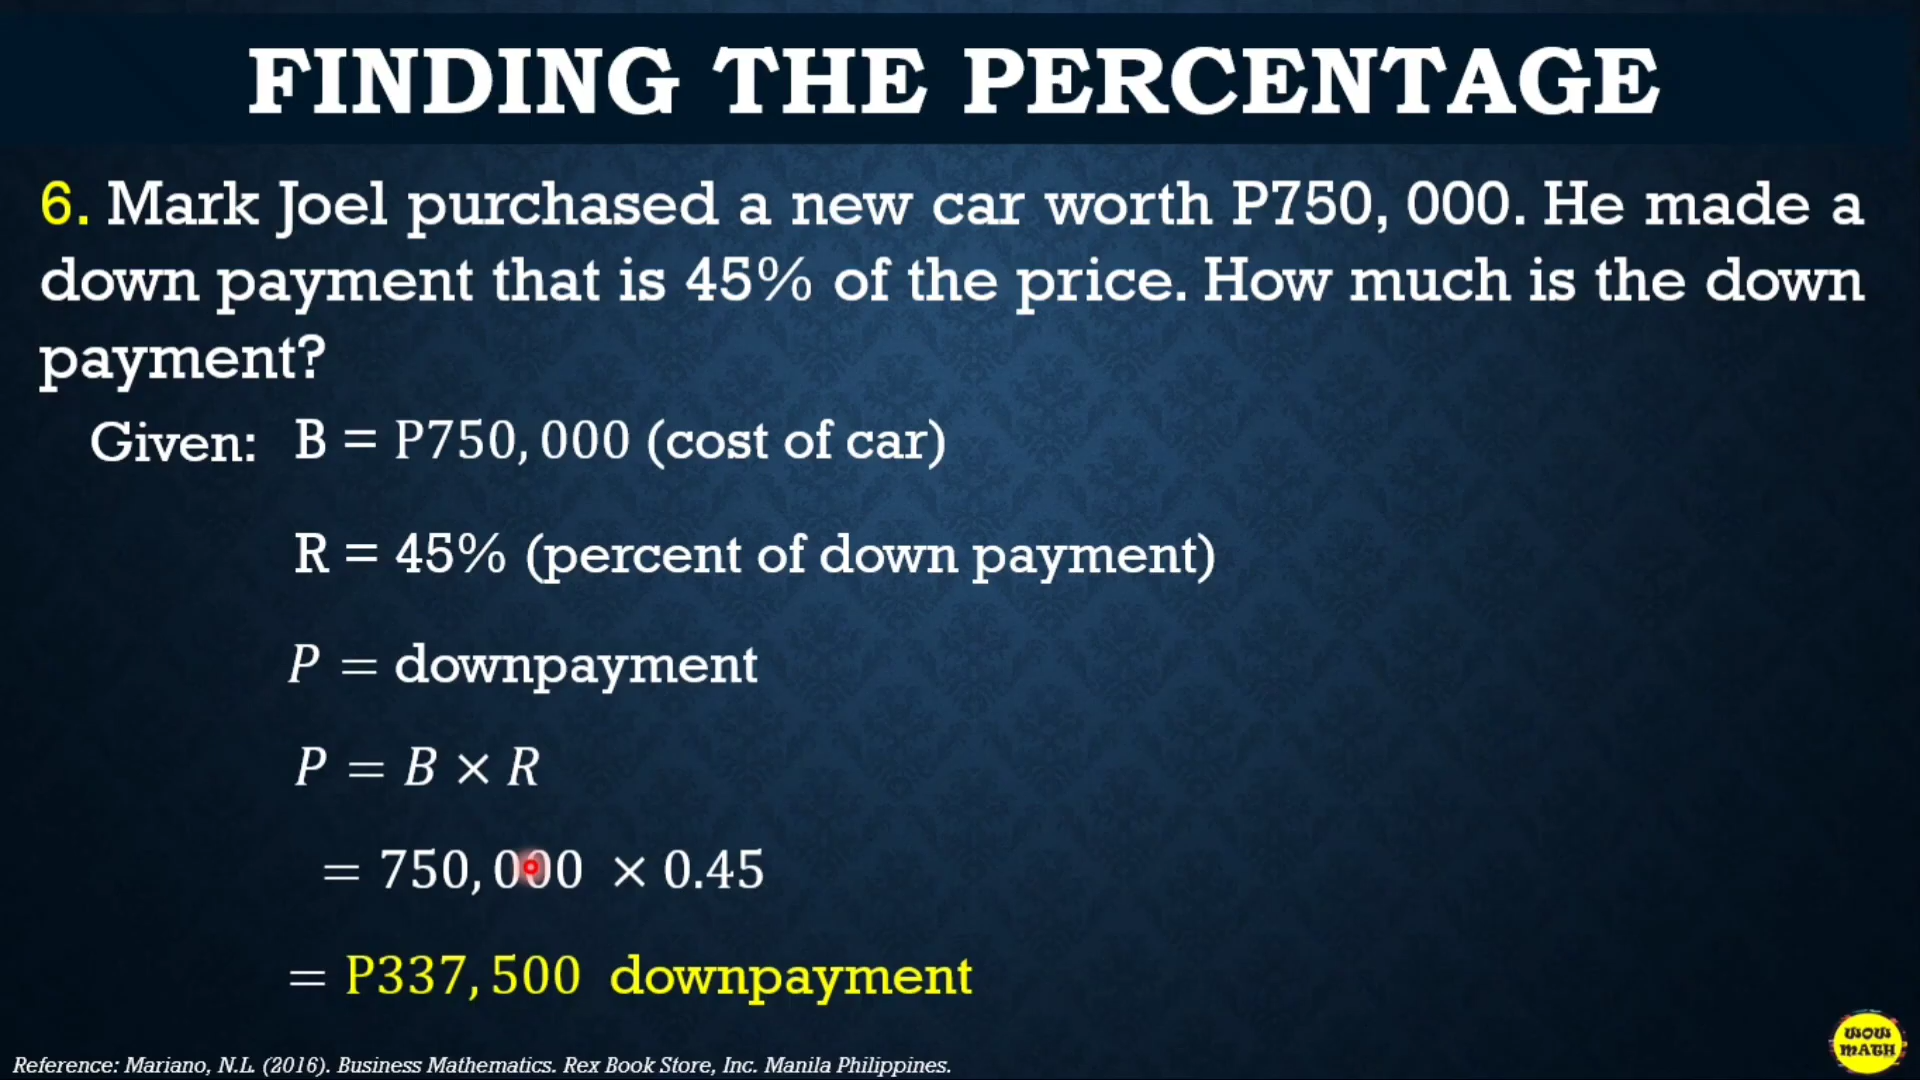 FINDING THE PERCENTAGE
6. Mark Joel purchased a new car worth P750, 000. He made a
down payment that is 45% of the price. How much is the down
payment?
Given: B = P750, 000 (cost of car)
R = 45% (percent of down payment)
P = downpayment
P = B × R
= 750, 000 × 0.45
= P337, 500 downpayment
Reference: Mariano, N.L. (2016). Business Mathematics. Rex Book Store, Inc. Manila Philippines.
WOW
MATH